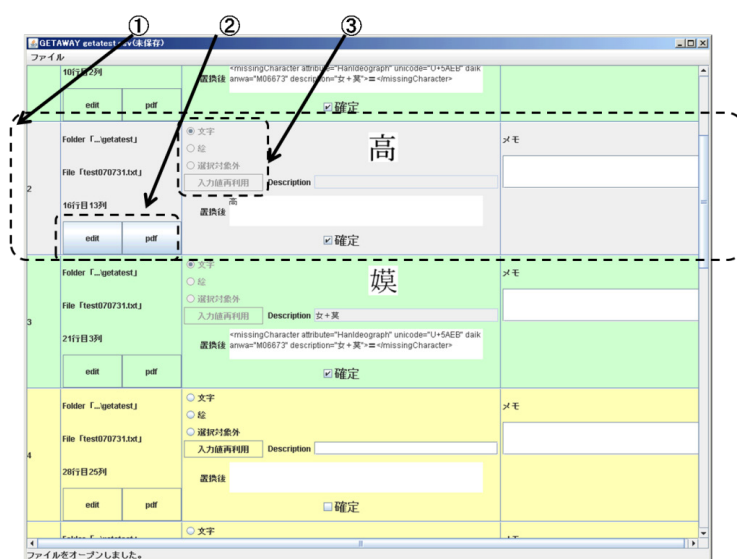 ① ② ③
GETAWAY getatest
(未保存)
ファイル
10行目2列
置換後
<missingCharacter attribute="HanIdeograph" unicode="U+5AEB" daik
anwa="M06673" description="女+莫">〓</missingCharacter>
edit
pdf
確定
2
Folder「...\getatest」
File「test070731.txt」
16行目13列
edit
pdf
文字
絵
選択対象外
入力値再利用
高
Description
置換後
高
確定
メモ
3
Folder「...\getatest」
File「test070731.txt」
21行目3列
edit
pdf
文字
絵
選択対象外
入力値再利用
嫫
Description 女+莫
置換後
<missingCharacter attribute="HanIdeograph" unicode="U+5AEB" daik
anwa="M06673" description="女+莫">〓</missingCharacter>
確定
メモ
4
Folder「...\getatest」
File「test070731.txt」
28行目25列
edit
pdf
文字
絵
選択対象外
入力値再利用
Description
置換後
確定
メモ
文字
ファイルをオープンしました。